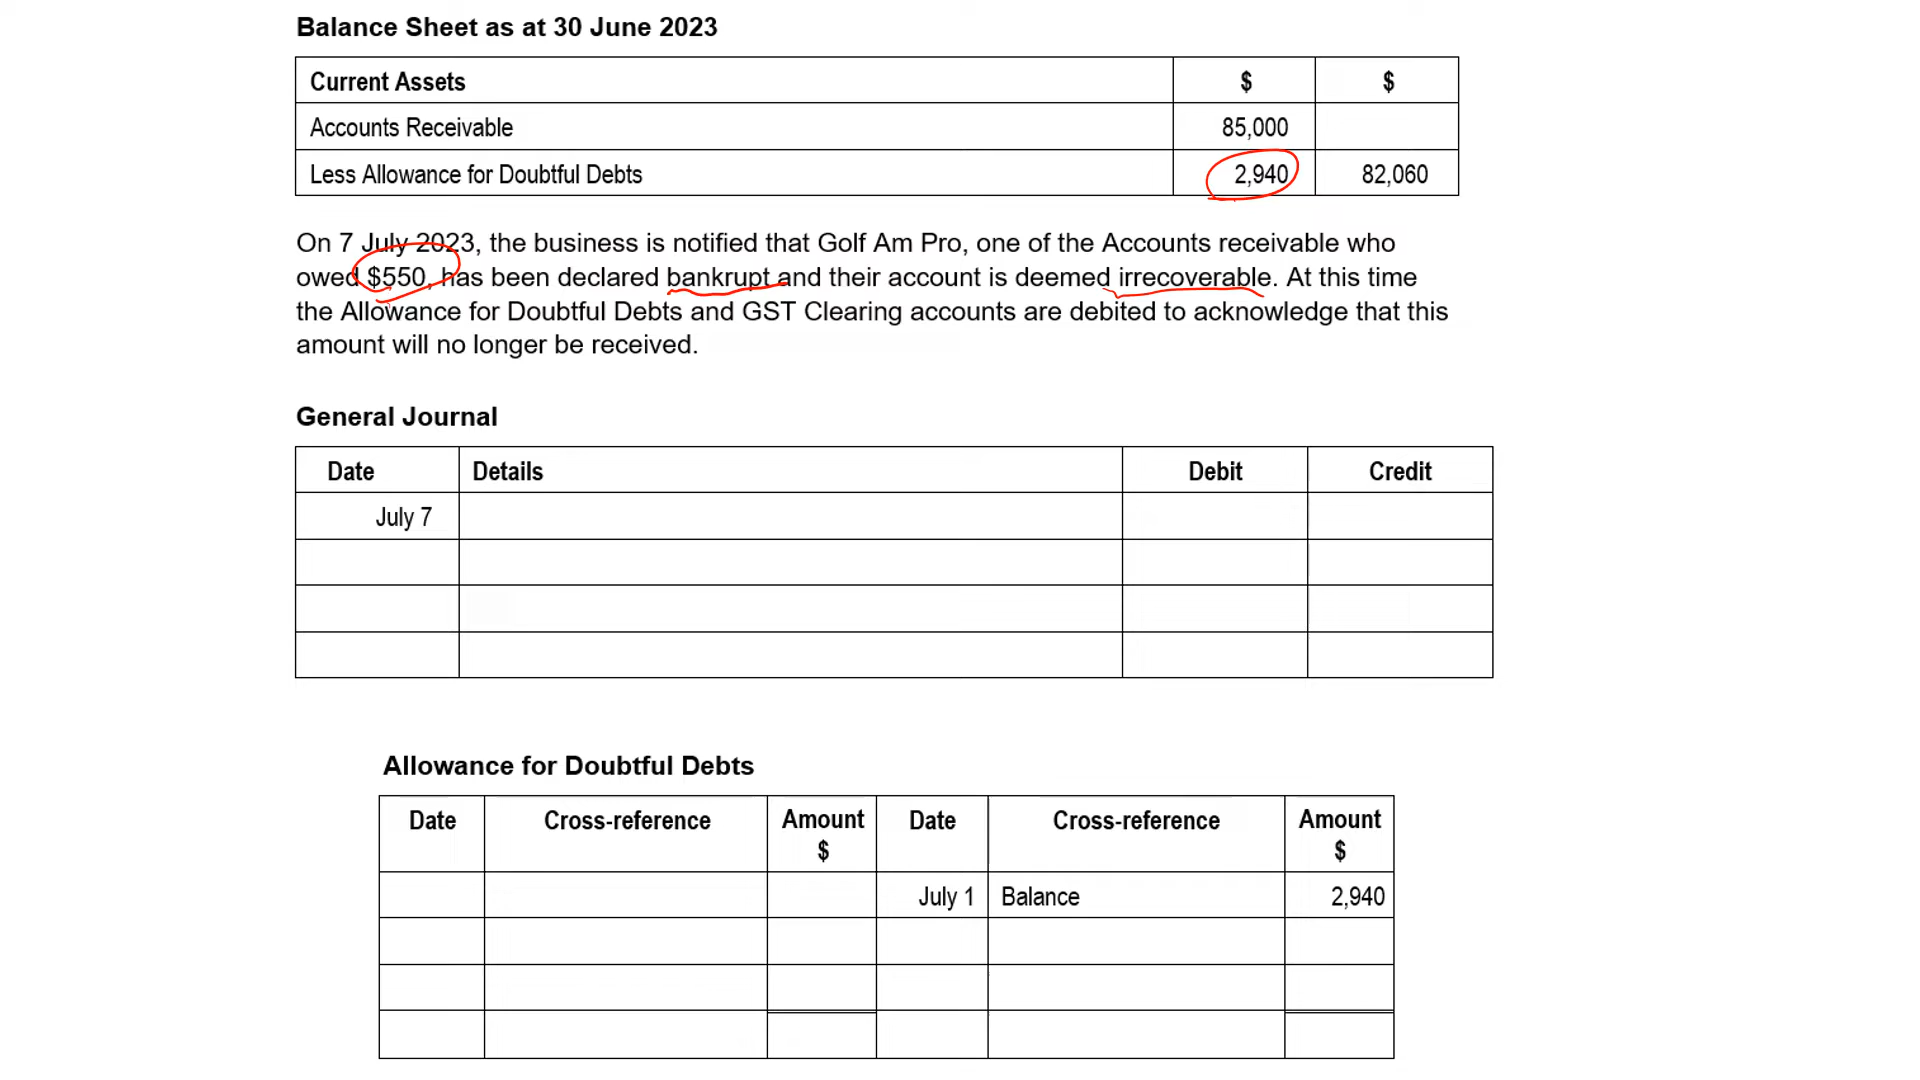 Balance Sheet as at 30 June 2023
Current Assets $ $
Accounts Receivable 85,000
Less Allowance for Doubtful Debts 2,940 82,060
On 7 July 2023, the business is notified that Golf Am Pro, one of the Accounts receivable who
owed $550, has been declared bankrupt and their account is deemed irrecoverable. At this time
the Allowance for Doubtful Debts and GST Clearing accounts are debited to acknowledge that this
amount will no longer be received.
General Journal
Date Details Debit Credit
July 7
Allowance for Doubtful Debts
Date Cross-reference Amount Date Cross-reference Amount
$ $
July 1 Balance 2,940